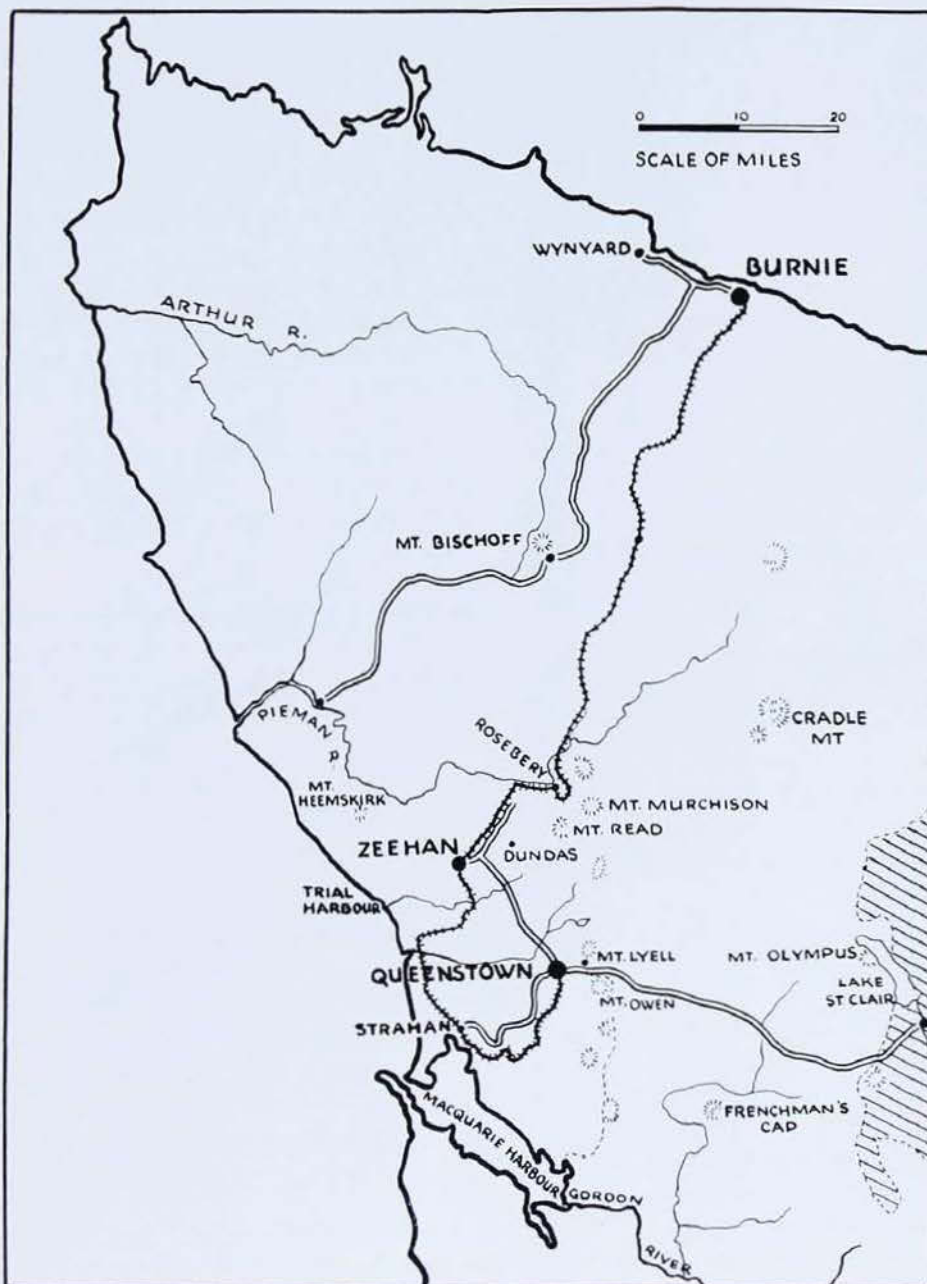 0 10 20
SCALE OF MILES
WYNYARD
BURNIE
ARTHUR R.
MT. BISCHOFF
PIEMAN R.
ROSEBERY
CRADLE
MT
MT.
HEEMSKIRK
MT. MURCHISON
MT. READ
ZEEHAN
DUNDAS
TRIAL
HARBOUR
MT. LYELL
MT. OLYMPUS
QUEENSTOWN
LAKE
ST CLAIR
MT. OWEN
STRAHAN
MACQUARIE HARBOUR
FRENCHMAN'S
CAP
GORDON
RIVER